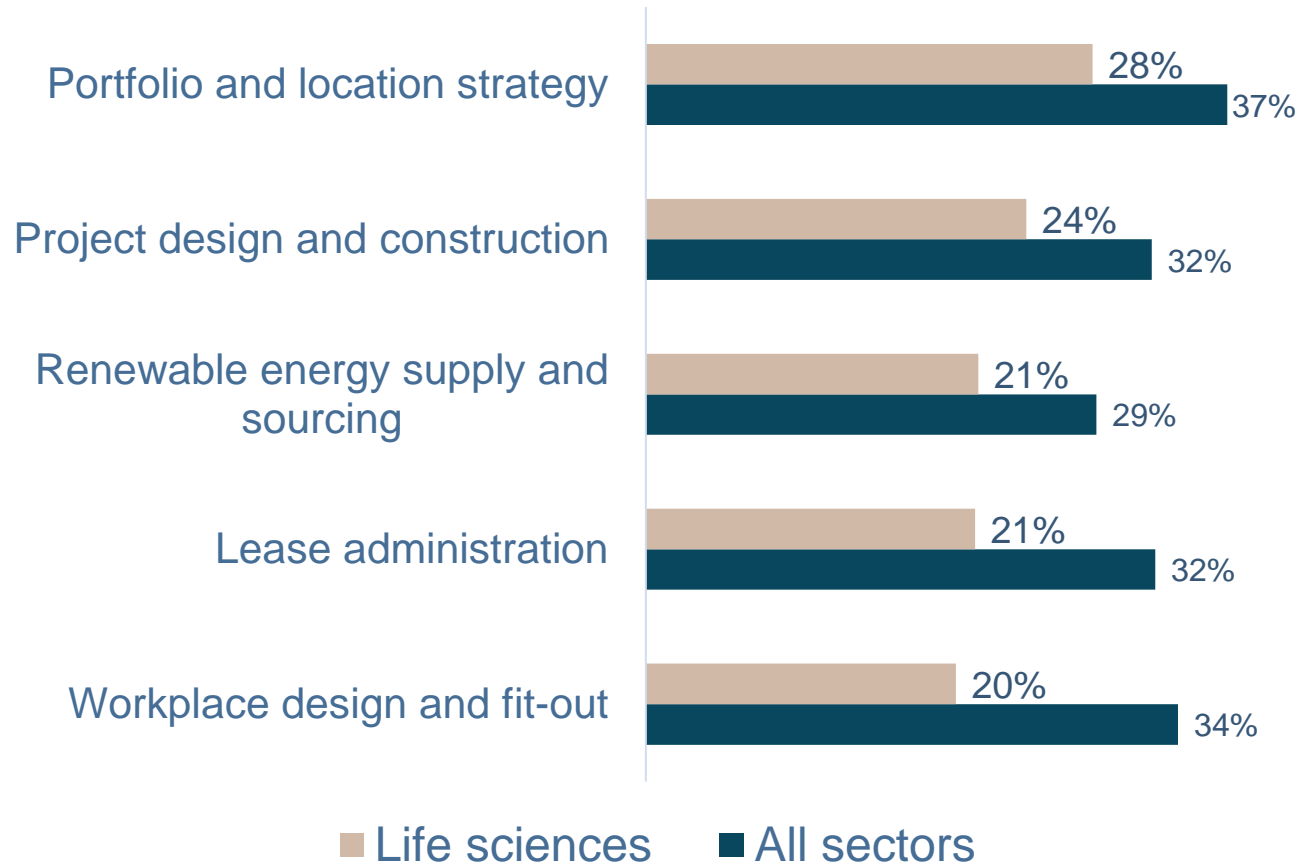 Portfolio and location strategy
28%
37%
Project design and construction
24%
32%
Renewable energy supply and
sourcing
21%
29%
Lease administration
21%
32%
Workplace design and fit-out
20%
34%
Life sciences
All sectors